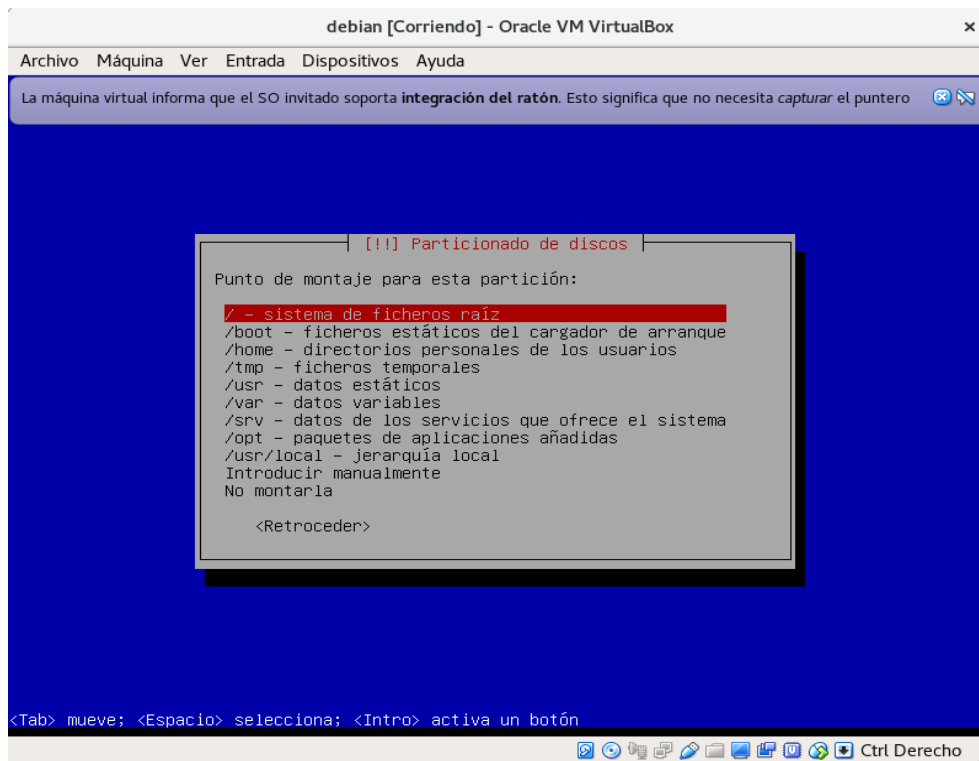 debian [Corriendo] - Oracle VM VirtualBox ×
Archivo Máquina Ver Entrada Dispositivos Ayuda
La máquina virtual informa que el SO invitado soporta integración del ratón. Esto significa que no necesita capturar el puntero
[!!] Particionado de discos
Punto de montaje para esta partición:
/ – sistema de ficheros raíz
/boot – ficheros estáticos del cargador de arranque
/home – directorios personales de los usuarios
/tmp – ficheros temporales
/usr – datos estáticos
/var – datos variables
/srv – datos de los servicios que ofrece el sistema
/opt – paquetes de aplicaciones añadidas
/usr/local – jerarquía local
Introducir manualmente
No montarla
<Retroceder>
<Tab> mueve; <Espacio> selecciona; <Intro> activa un botón
Ctrl Derecho